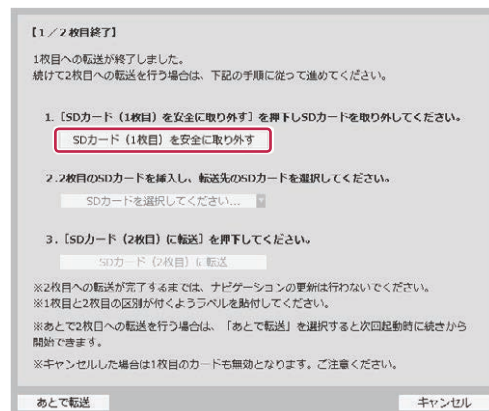 【1／2枚目終了】
1枚目への転送が終了しました。
続けて2枚目への転送を行う場合は、下記の手順に従って進めてください。
1.［SDカード（1枚目）を安全に取り外す］を押下しSDカードを取り外してください。
SDカード（1枚目）を安全に取り外す
2.2枚目のSDカードを挿入し、転送先のSDカードを選択してください。
SDカードを選択してください...
3.［SDカード（2枚目）に転送］を押下してください。
SDカード（2枚目）に転送
※2枚目への転送が完了するまでは、ナビゲーションの更新は行わないでください。
※1枚目と2枚目の区別が付くようラベルを貼付してください。
※あとで2枚目への転送を行う場合は、「あとで転送」を選択すると次回起動時に続きから
開始できます。
※キャンセルした場合は1枚目のカードも無効となります。ご注意ください。
あとで転送
キャンセル